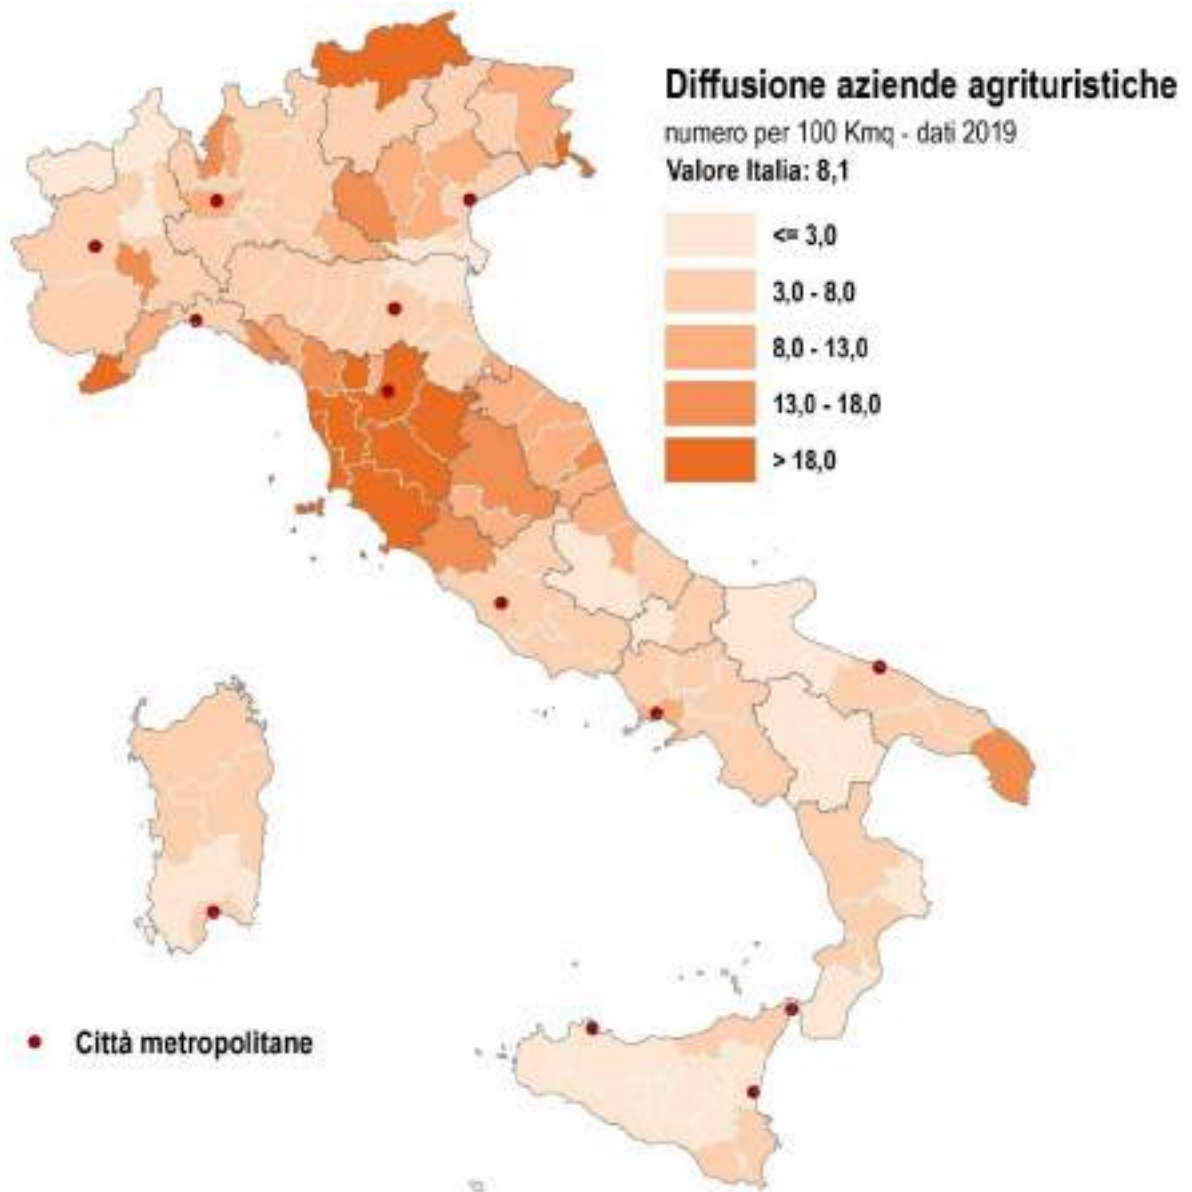 Diffusione aziende agrituristiche
numero per 100 Kmq - dati 2019
Valore Italia: 8,1
<= 3,0
3,0 - 8,0
8,0 - 13,0
13,0 - 18,0
> 18,0
Città metropolitane